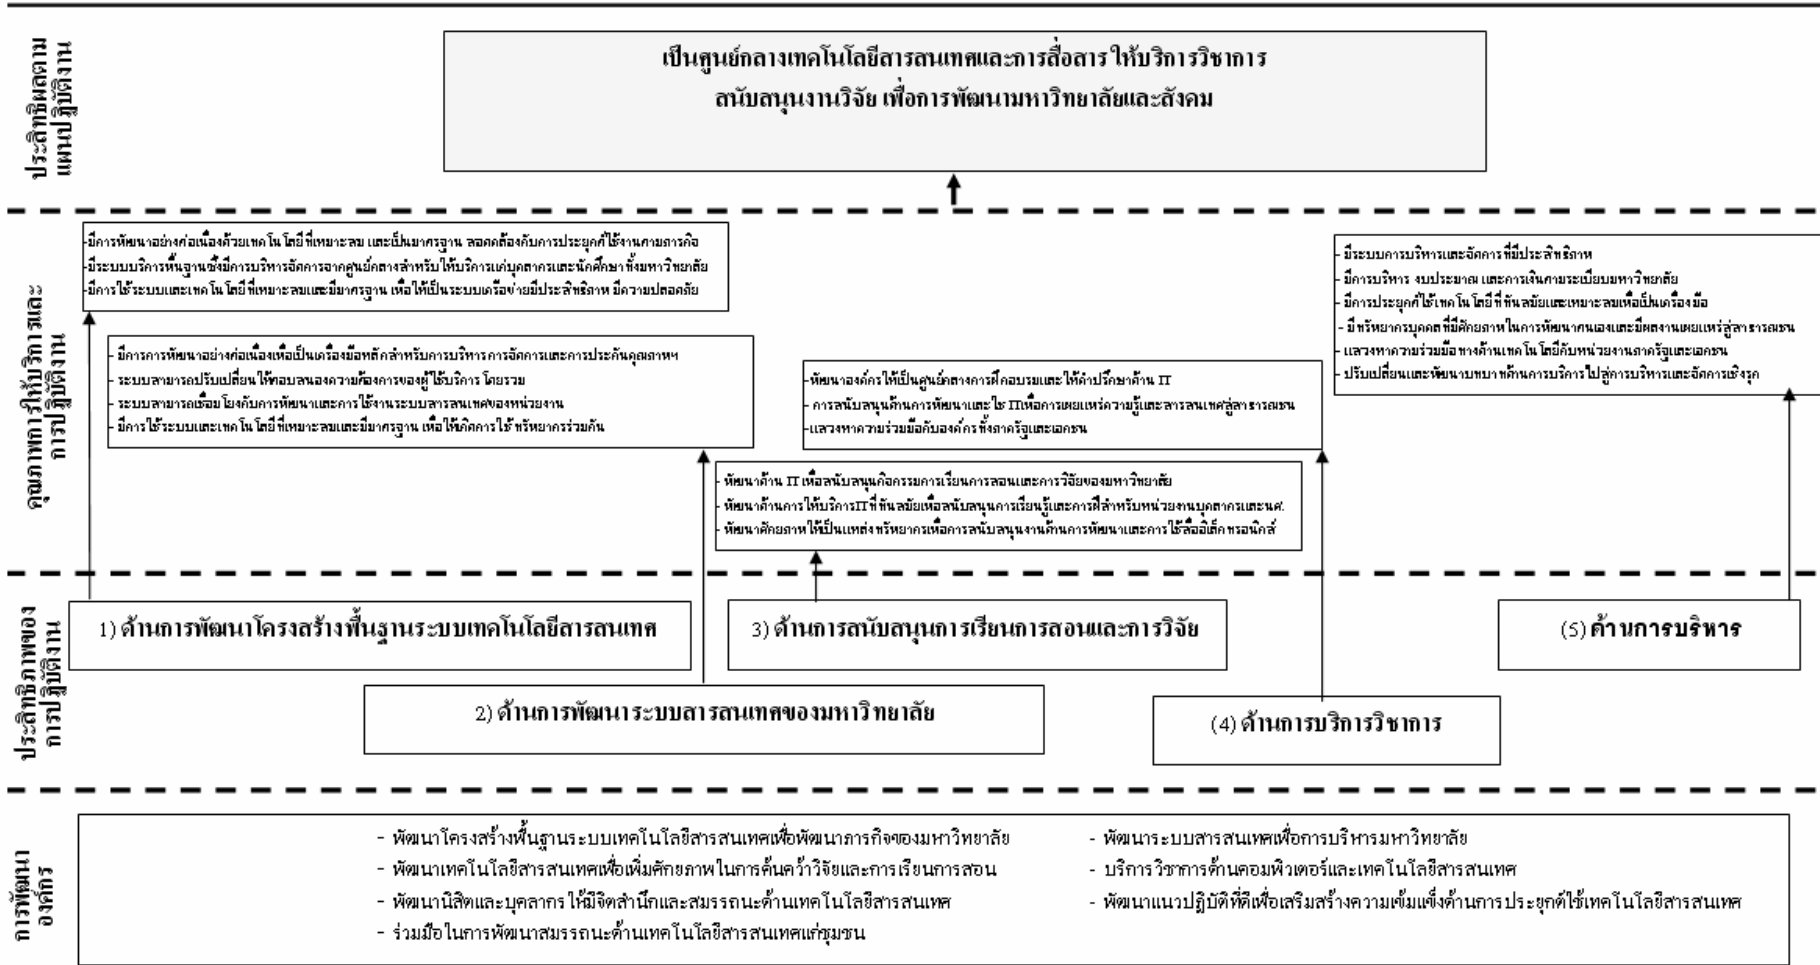 ประสิทธิผลตาม
แผนปฏิบัติงาน
เป็นศูนย์กลางเทคโนโลยีสารสนเทศและการสื่อสาร ให้บริการวิชาการ
สนับสนุนงานวิจัย เพื่อการพัฒนามหาวิทยาลัยและสังคม
คุณภาพการให้บริการและ
การปฏิบัติงาน
-มีการพัฒนาอย่างต่อเนื่องด้วยเทคโนโลยีที่เหมาะสม และเป็นมาตรฐาน สอดคล้องกับการประยุกต์ใช้งานตามภารกิจ
-มีระบบบริการพื้นฐานซึ่งมีการบริหารจัดการจากศูนย์กลางสำหรับให้บริการแก่บุคลากรและนักศึกษาทั้งมหาวิทยาลัย
-มีการใช้ระบบและเทคโนโลยีที่เหมาะสมและมีมาตรฐาน เพื่อให้เป็นระบบเครือข่ายมีประสิทธิภาพ มีความปลอดภัย
- มีการการพัฒนาอย่างต่อเนื่องเพื่อเป็นเครื่องมือหลักสำหรับการบริหารการจัดการและการประกันคุณภาพฯ
- ระบบสามารถปรับเปลี่ยนให้ตอบสนองความต้องการของผู้ใช้บริการ โดยรวม
- ระบบสามารถเชื่อมโยงกับการพัฒนาและการใช้งานระบบสารสนเทศของหน่วยงาน
- มีการใช้ระบบและเทคโนโลยีที่เหมาะสมและมีมาตรฐาน เพื่อให้เกิดการใช้ทรัพยากรร่วมกัน
-พัฒนาองค์กรให้เป็นศูนย์กลางการฝึกอบรมและให้คำปรึกษาด้าน IT
- การสนับสนุนด้านการพัฒนาและใช ITเพื่อการเผยแพร่ความรู้และสารสนเทศสู่สาธารณชน
-แสวงหาความร่วมมือกับองค์กรทั้งภาครัฐและเอกชน
- พัฒนาด้าน IT เพื่อสนับสนุนกิจกรรมการเรียนการสอนและการวิจัยของมหาวิทยาลัย
- พัฒนาด้านการให้บริการITที่ทันสมัยเพื่อสนับสนุนการเรียนรู้และการฝึสำหรับหน่วยงานบุคลากรและนศ.
- พัฒนาศักยภาพให้เป็นแหล่งทรัพยากรเพื่อการสนับสนุนงานด้านการพัฒนาและการใช้สื่ออิเล็กทรอนิกส์
- มีระบบการบริหารและจัดการที่มีประสิทธิภาพ
- มีการบริหาร งบประมาณ และการเงินตามระเบียบมหาวิทยาลัย
- มีการประยุกต์ใช้เทคโนโลยีที่ทันสมัยและเหมาะสมเพื่อเป็นเครื่องมือ
- มีทรัพยากรบุคคลที่มีศักยภาพในการพัฒนาตนเองและมีผลงานเผยแพร่สู่สาธารณชน
- แสวงหาความร่วมมือทางด้านเทคโนโลยีกับหน่วยงานภาครัฐและเอกชน
- ปรับเปลี่ยนและพัฒนาบทบาทด้านการบริการไปสู่การบริหารและจัดการเชิงรุก
ประสิทธิภาพของ
การปฏิบัติงาน
1) ด้านการพัฒนาโครงสร้างพื้นฐานระบบเทคโนโลยีสารสนเทศ
3) ด้านการสนับสนุนการเรียนการสอนและการวิจัย
(5) ด้านการบริหาร
2) ด้านการพัฒนาระบบสารสนเทศของมหาวิทยาลัย
(4) ด้านการบริการวิชาการ
การพัฒนา
องค์กร
- พัฒนาโครงสร้างพื้นฐานระบบเทคโนโลยีสารสนเทศเพื่อพัฒนาภารกิจของมหาวิทยาลัย
- พัฒนาเทคโนโลยีสารสนเทศเพื่อเพิ่มศักยภาพในการค้นคว้าวิจัยและการเรียนการสอน
- พัฒนานิสิตและบุคลากรให้มีจิตสำนึกและสมรรถนะด้านเทคโนโลยีสารสนเทศ
- ร่วมมือในการพัฒนาสมรรถนะด้านเทคโนโลยีสารสนเทศแก่ชุมชน
- พัฒนาระบบสารสนเทศเพื่อการบริหารมหาวิทยาลัย
- บริการวิชาการด้านคอมพิวเตอร์และเทคโนโลยีสารสนเทศ
- พัฒนาแนวปฏิบัติที่ดีเพื่อเสริมสร้างความเข้มแข็งด้านการประยุกต์ใช้เทคโนโลยีสารสนเทศ